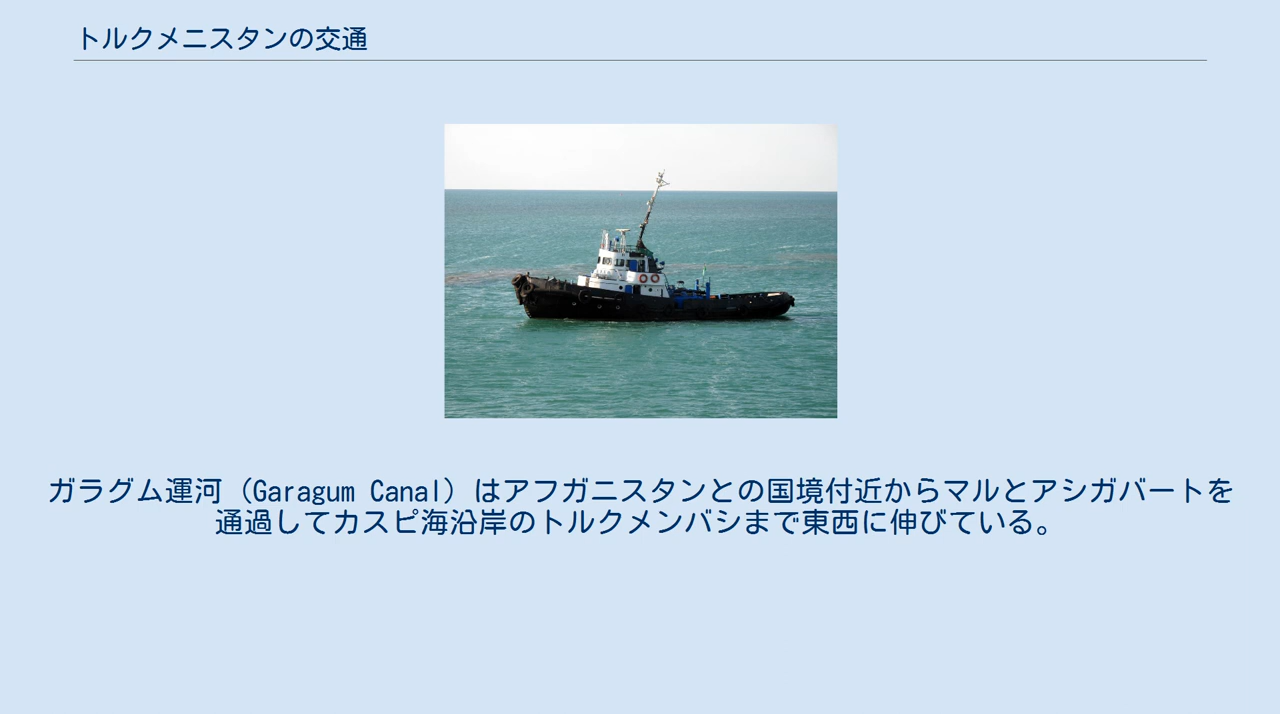 トルクメニスタンの交通
ガラグム運河（Garagum Canal）はアフガニスタンとの国境付近からマルとアシガバートを
通過してカスピ海沿岸のトルクメンバシまで東西に伸びている。